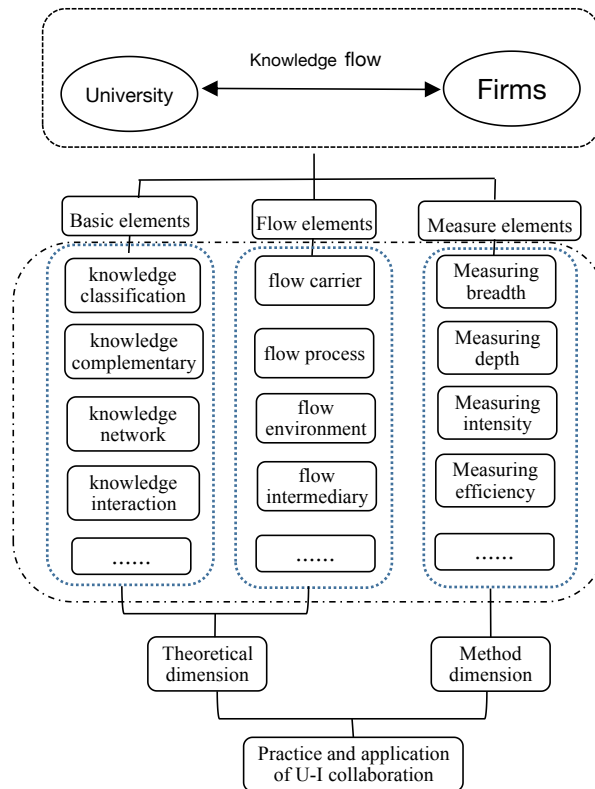 Knowledge flow
University
Firms
Basic elements
Flow elements
Measure elements
knowledge
classification
knowledge
complementary
knowledge
network
knowledge
interaction
......
flow carrier
flow process
flow
environment
flow
intermediary
......
Measuring
breadth
Measuring
depth
Measuring
intensity
Measuring
efficiency
......
Theoretical
dimension
Method
dimension
Practice and application
of U-I collaboration